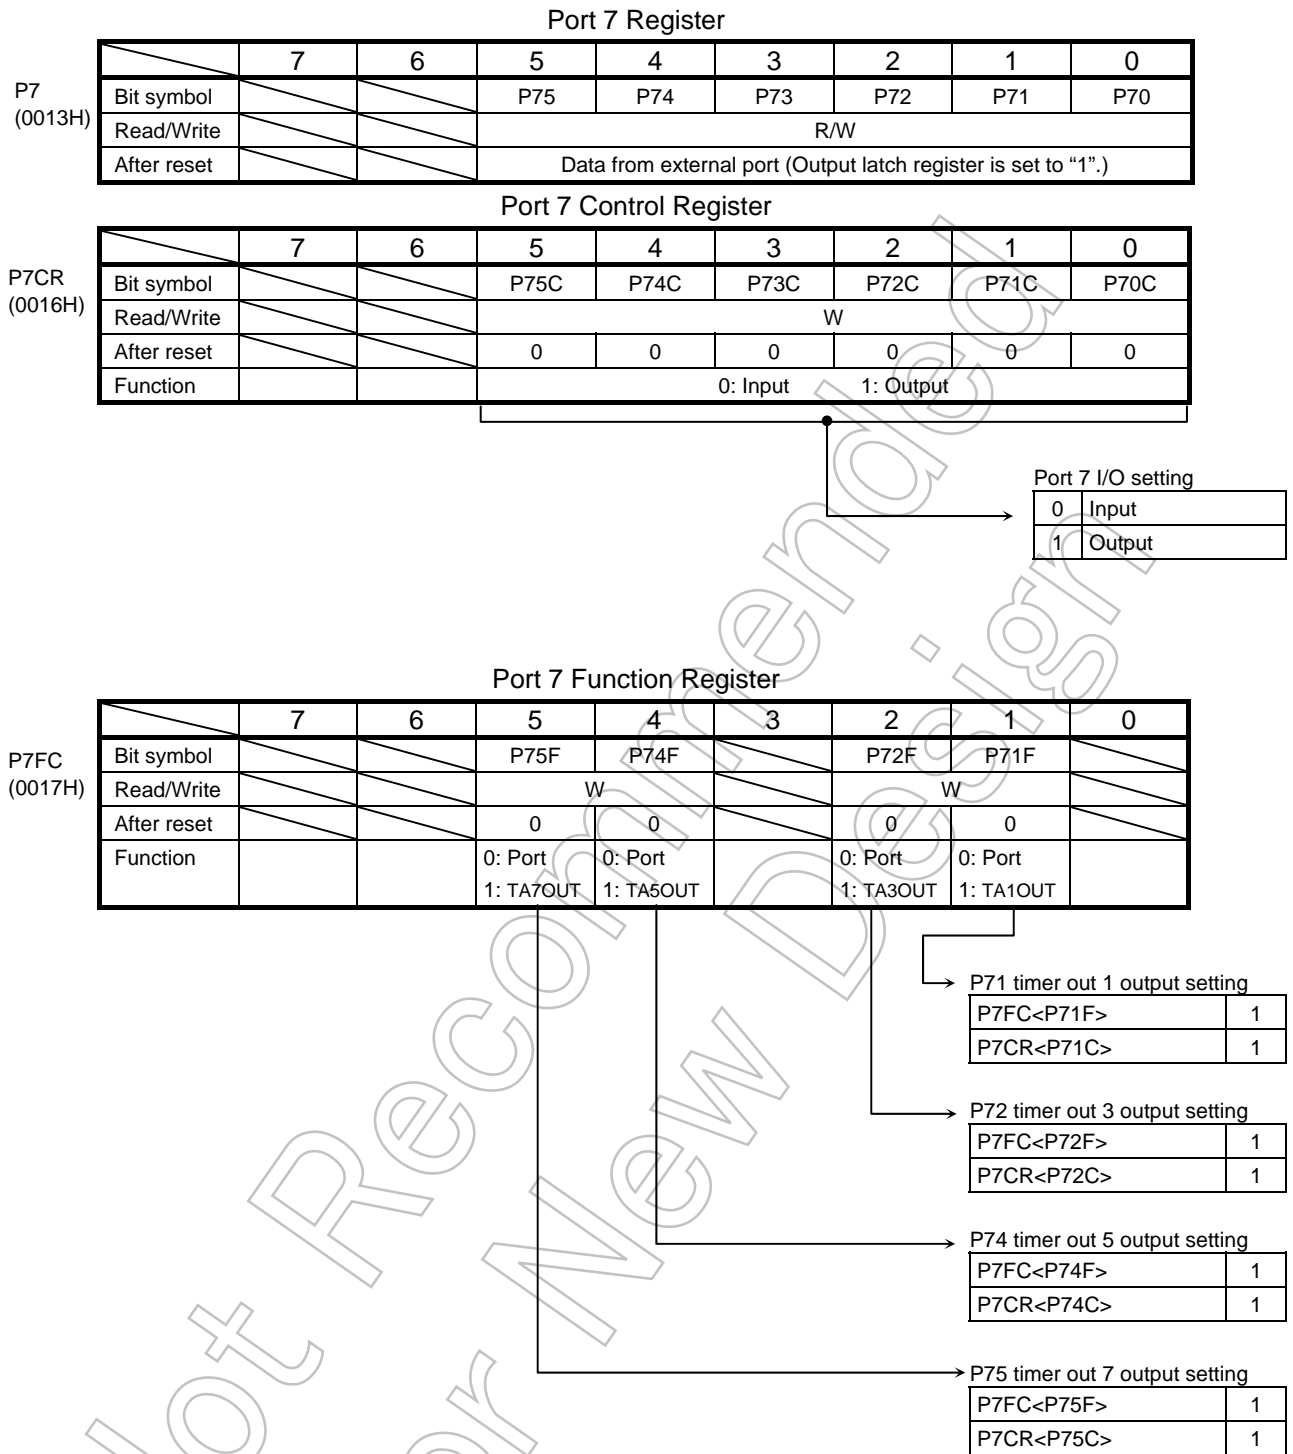 Port 7 Register
7 6 5 4 3 2 1 0
P7
(0013H)
Bit symbol P75 P74 P73 P72 P71 P70
Read/Write R/W
After reset Data from external port (Output latch register is set to “1”.)
Port 7 Control Register
7 6 5 4 3 2 1 0
P7CR
(0016H)
Bit symbol P75C P74C P73C P72C P71C P70C
Read/Write W
After reset 0 0 0 0 0 0
Function 0: Input 1: Output
Port 7 I/O setting
0 Input
1 Output
Port 7 Function Register
7 6 5 4 3 2 1 0
P7FC
(0017H)
Bit symbol P75F P74F P72F P71F
Read/Write W W
After reset 0 0 0 0
Function 0: Port 0: Port 0: Port 0: Port
1: TA7OUT 1: TA5OUT 1: TA3OUT 1: TA1OUT
P71 timer out 1 output setting
P7FC<P71F> 1
P7CR<P71C> 1
P72 timer out 3 output setting
P7FC<P72F> 1
P7CR<P72C> 1
P74 timer out 5 output setting
P7FC<P74F> 1
P7CR<P74C> 1
P75 timer out 7 output setting
P7FC<P75F> 1
P7CR<P75C> 1
Not Recommended
for New Design